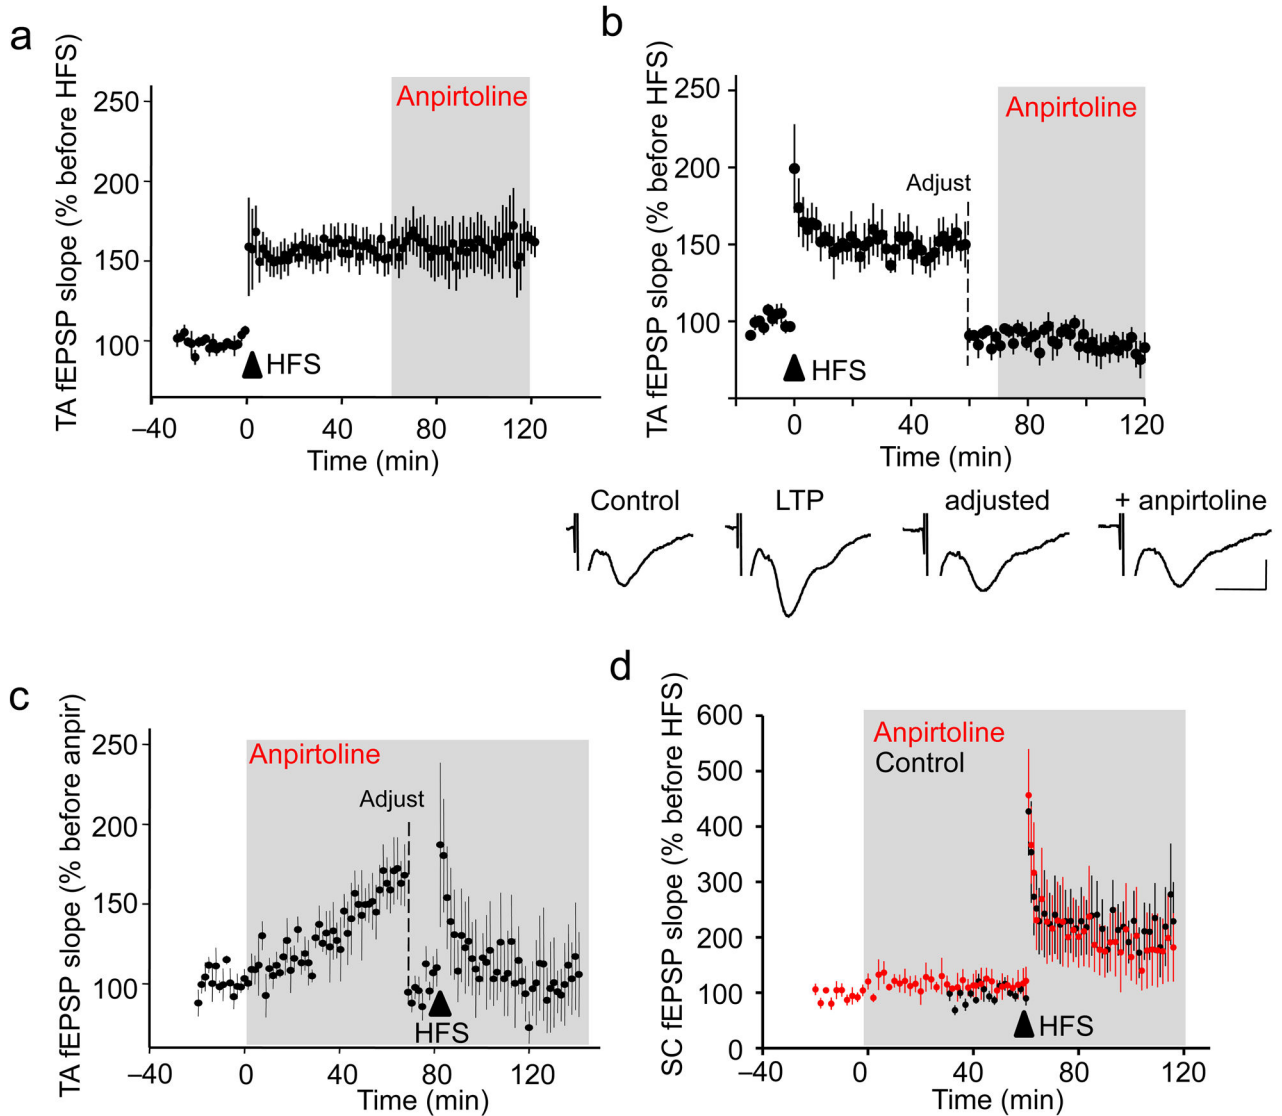 a
TA fEPSP slope (% before HFS)
250
200
150
100
Anpirtoline
HFS
−40
0
40
80
120
Time (min)
b
TA fEPSP slope (% before HFS)
250
200
150
100
Anpirtoline
Adjust
HFS
0
40
80
120
Time (min)
Control
LTP
adjusted
+ anpirtoline
c
TA fEPSP slope (% before anpir)
250
200
150
100
Anpirtoline
Adjust
HFS
−40
0
40
80
120
Time (min)
d
SC fEPSP slope (% before HFS)
600
500
400
300
200
100
0
Anpirtoline
Control
HFS
−40
0
40
80
120
Time (min)